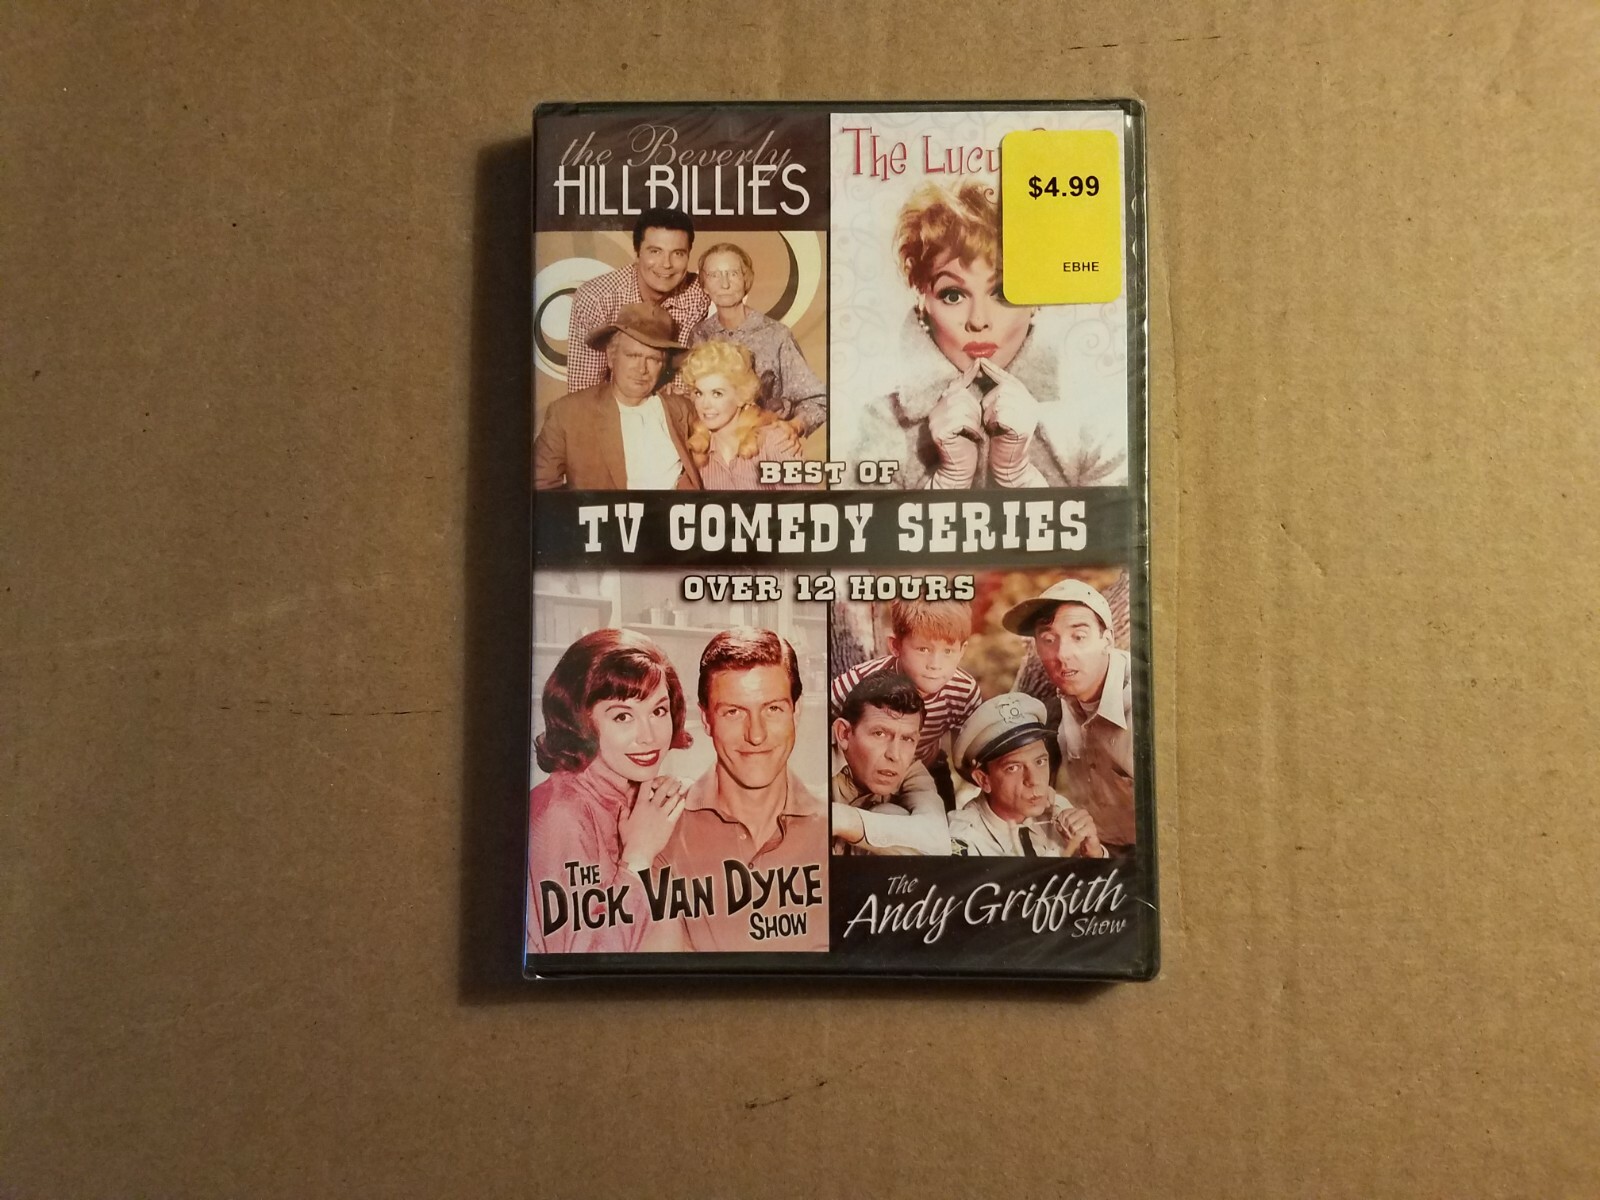 the Beverly
HILLBILLIES
The Lucy
$4.99
EBHE
BEST OF
TV COMEDY SERIES
OVER 12 HOURS
THE
DICK VAN DYKE
SHOW
The
Andy Griffith
Show